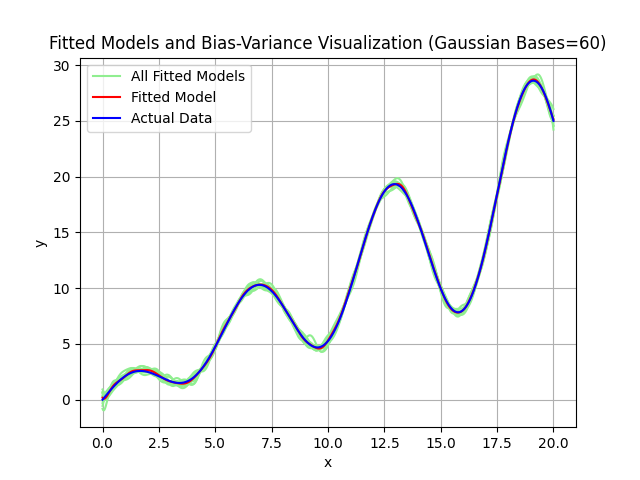 Fitted Models and Bias-Variance Visualization (Gaussian Bases=60)
All Fitted Models
Fitted Model
Actual Data
30
25
20
15
10
5
0
y
0.0 2.5 5.0 7.5 10.0 12.5 15.0 17.5 20.0
x